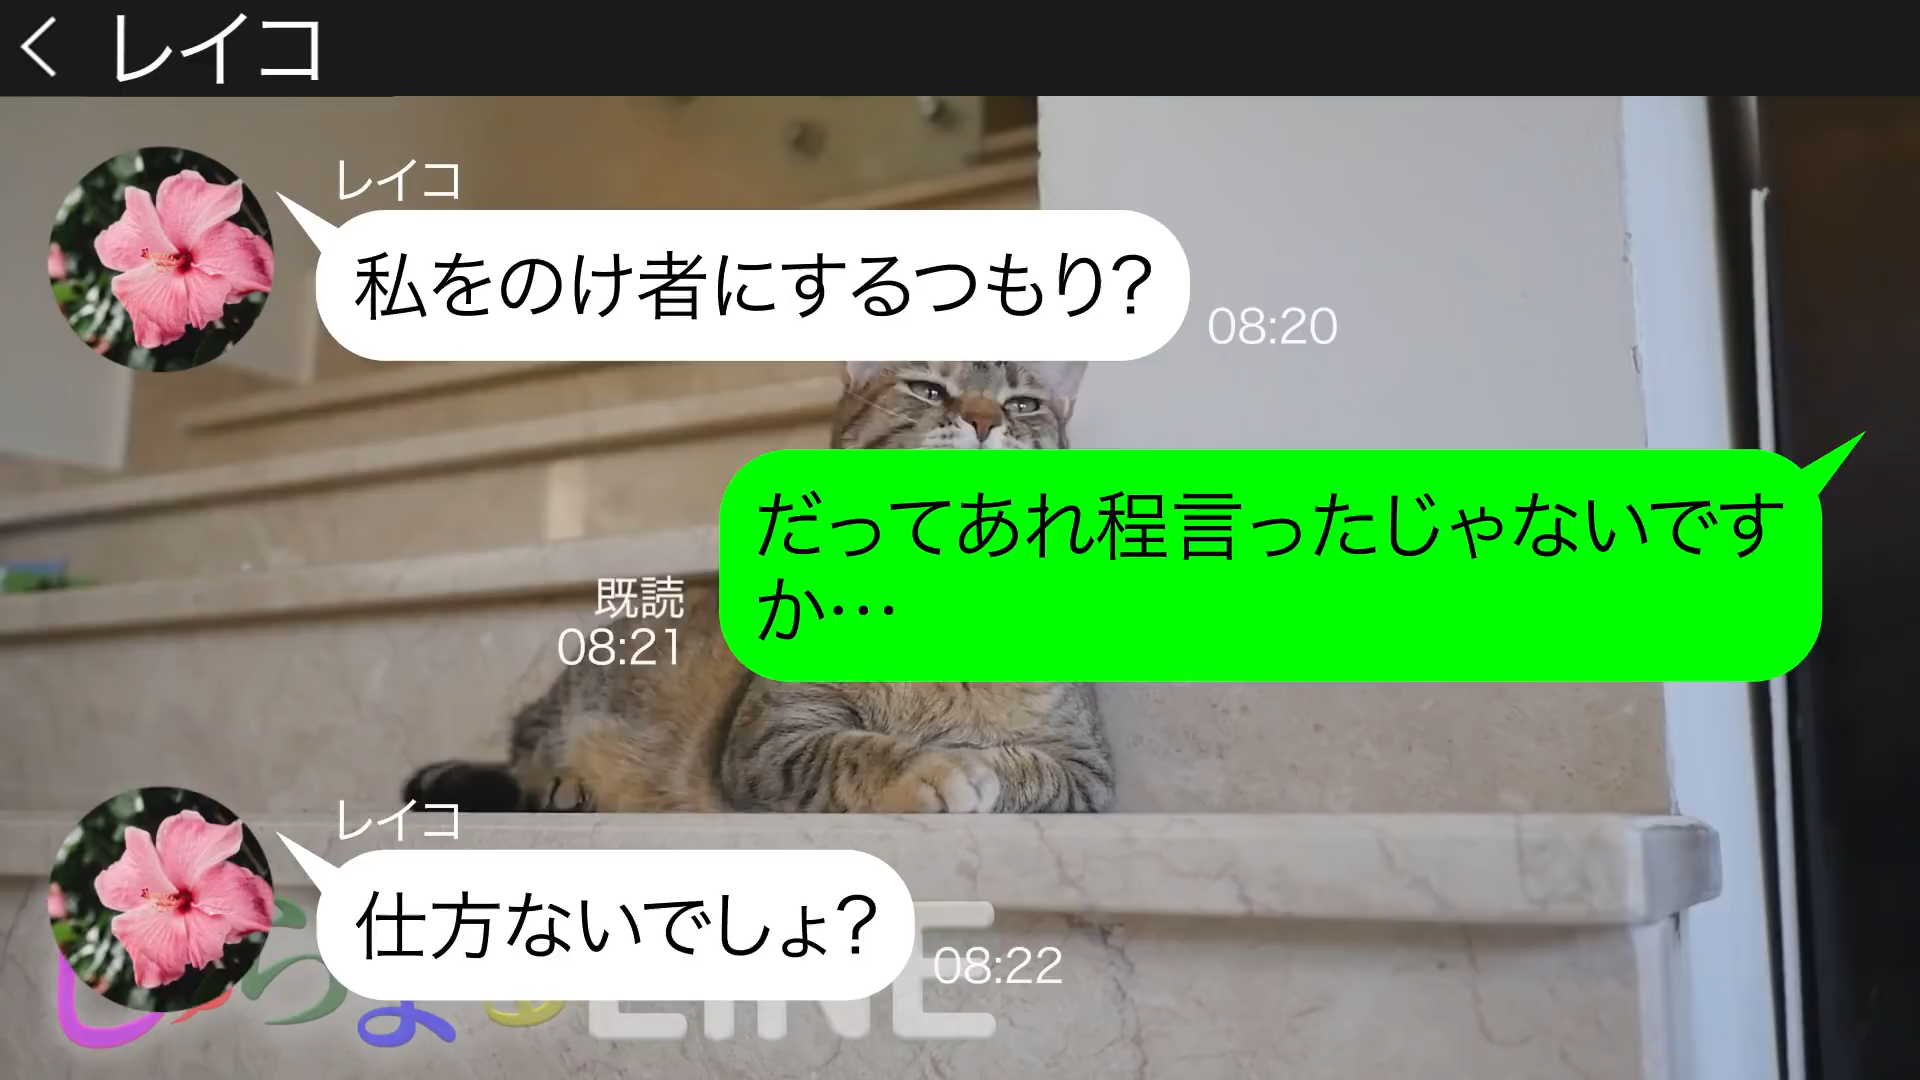 レイコ
レイコ
私をのけ者にするつもり?
08:20
だってあれ程言ったじゃないです
か…
既読
08:21
レイコ
仕方ないでしょ?
08:22
LINE